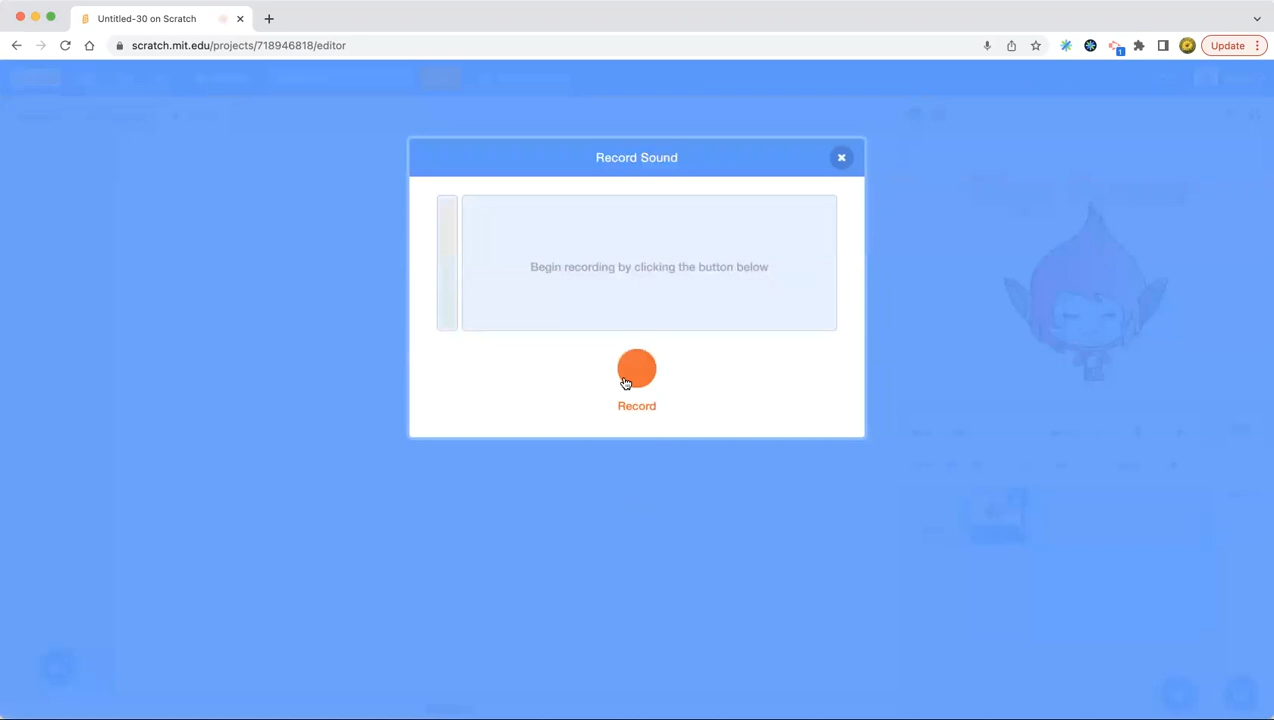 Untitled-30 on Scratch
scratch.mit.edu/projects/718946818/editor
1
Update
Record Sound
Begin recording by clicking the button below
Record